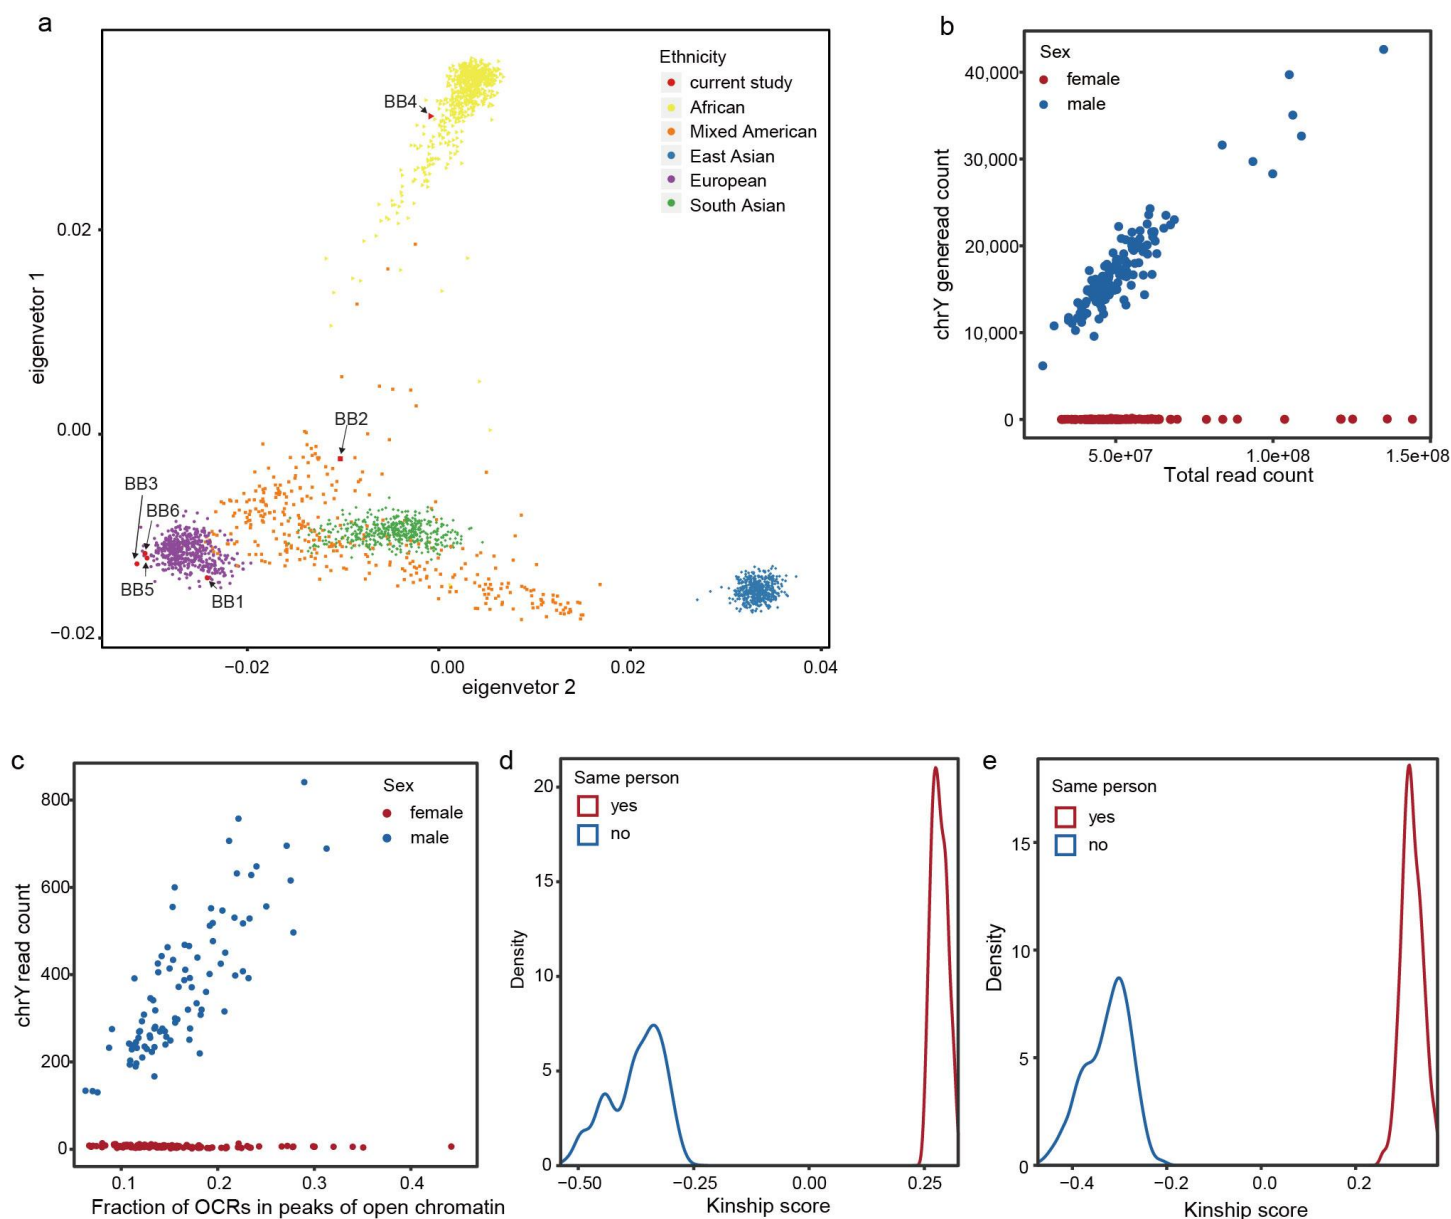 a
Ethnicity
current study
African
Mixed American
East Asian
European
South Asian
BB4
BB2
BB3
BB6
BB5
BB1
0.02
0.00
−0.02
eigenvetor 1
−0.02 0.00 0.02 0.04
eigenvetor 2
b
Sex
female
male
40,000
30,000
20,000
10,000
0
chrY generead count
5.0e+07 1.0e+08 1.5e+08
Total read count
c
Sex
female
male
800
600
400
200
0
chrY read count
0.1 0.2 0.3 0.4
Fraction of OCRs in peaks of open chromatin
d
Same person
yes
no
20
15
10
5
0
Density
−0.50 −0.25 0.00 0.25
Kinship score
e
Same person
yes
no
15
10
5
0
Density
−0.4 −0.2 0.0 0.2
Kinship score